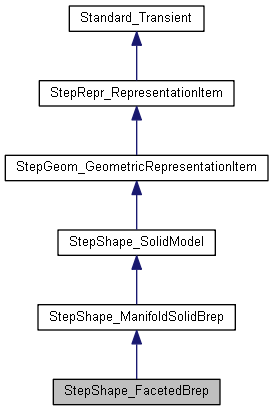 Standard_Transient
StepRepr_RepresentationItem
StepGeom_GeometricRepresentationItem
StepShape_SolidModel
StepShape_ManifoldSolidBrep
StepShape_FacetedBrep